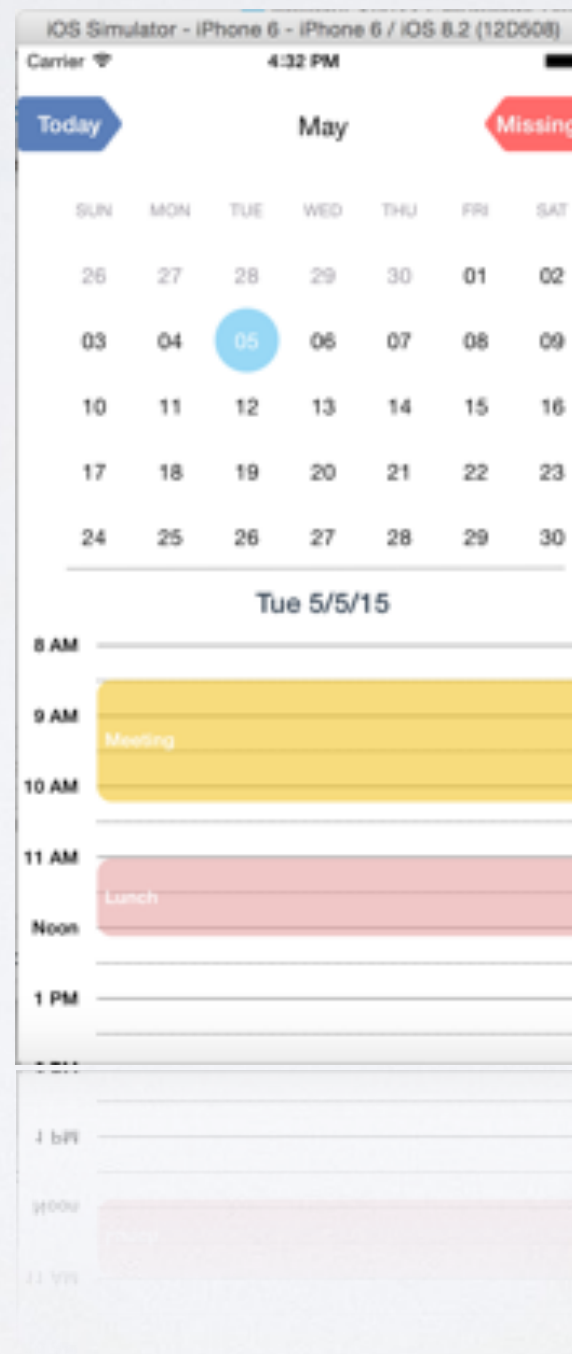 iOS Simulator - iPhone 6 - iPhone 6 / iOS 8.2 (12D508)
Carrier 4:32 PM
Today May Missing
SUN MON TUE WED THU FRI SAT
26 27 28 29 30 01 02
03 04 05 06 07 08 09
10 11 12 13 14 15 16
17 18 19 20 21 22 23
24 25 26 27 28 29 30
Tue 5/5/15
8 AM
9 AM
Meeting
10 AM
11 AM
Lunch
Noon
1 PM